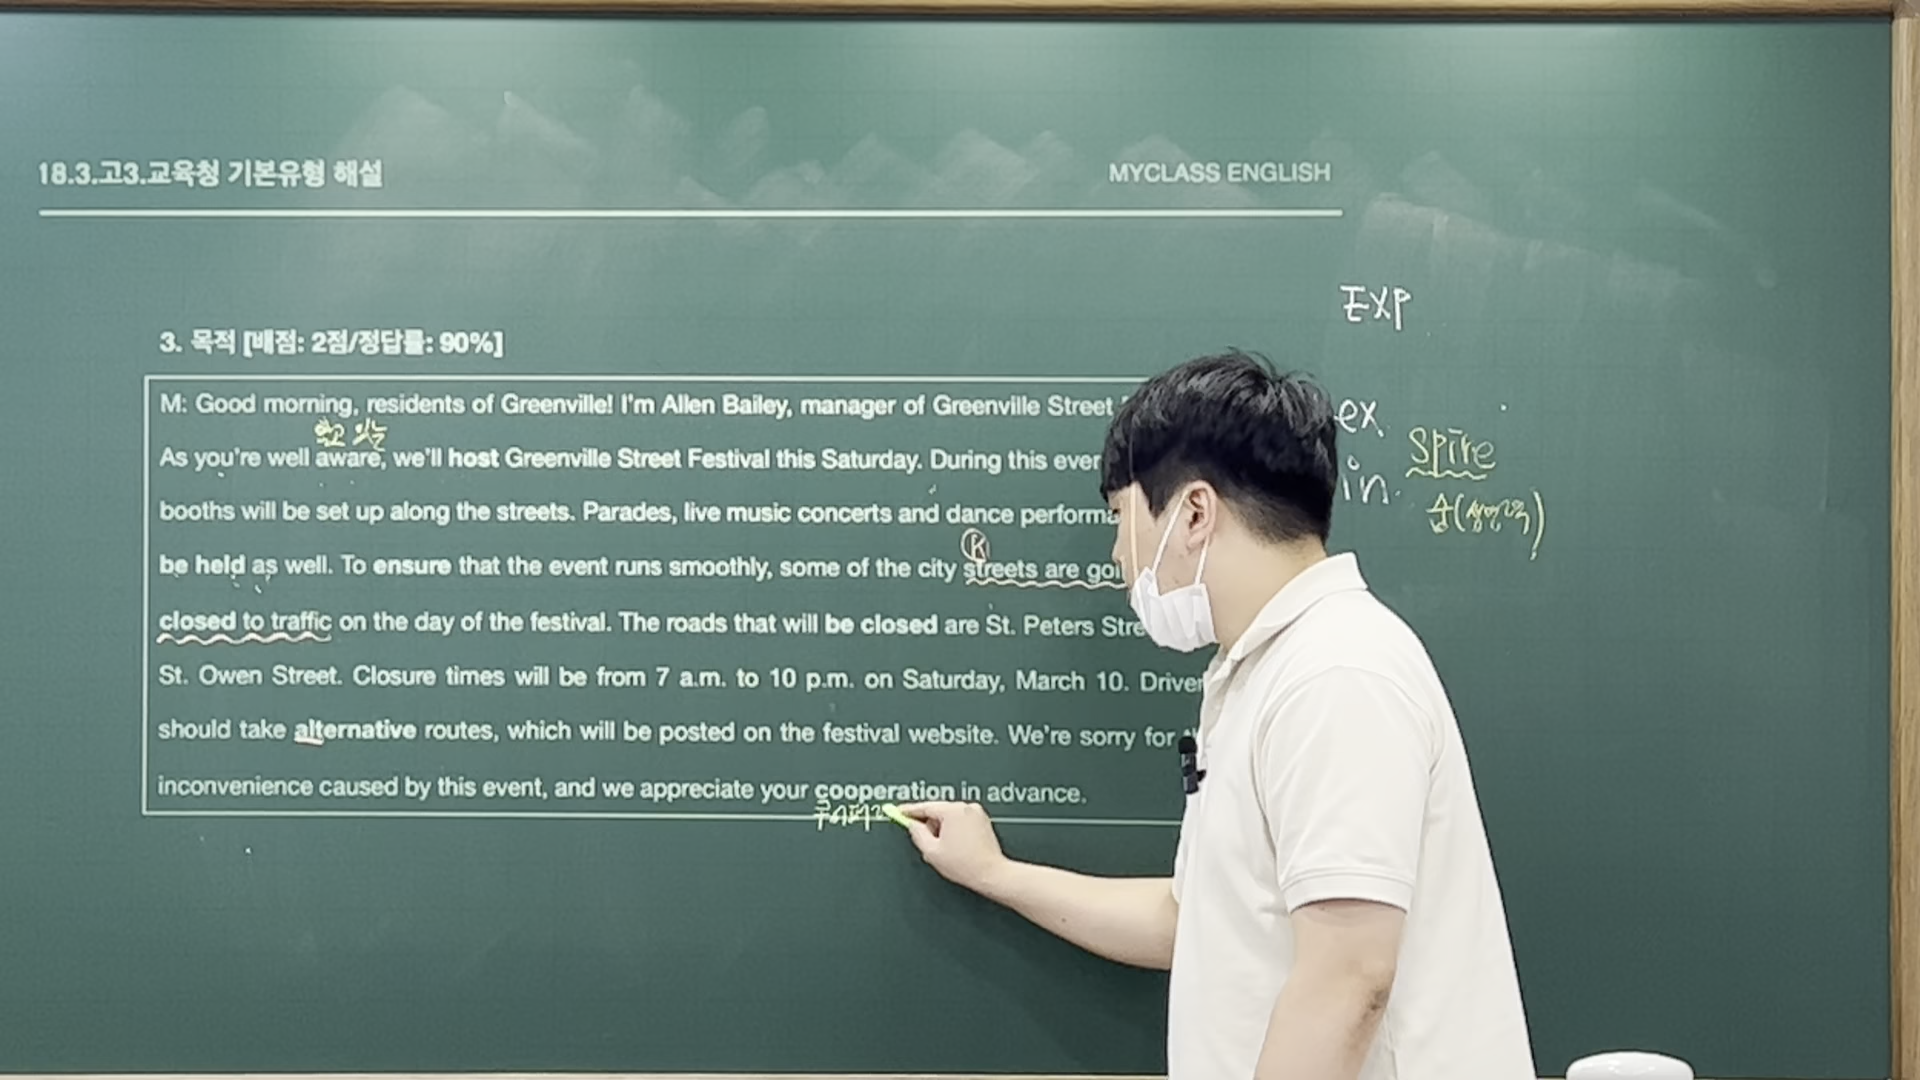 18.3.고3.교육청 기본유형 해설
MYCLASS ENGLISH
EXP
3. 목적 [배점: 2점/정답률: 90%]
M: Good morning, residents of Greenville! I'm Allen Bailey, manager of Greenville Street
알고 있는
As you're well aware, we'll host Greenville Street Festival this Saturday. During this
booths will be set up along the streets. Parades, live music concerts and dance
ex
spire
in
숨(생명력)
K
be held as well. To ensure that the event runs smoothly, some of the city streets are
closed to traffic on the day of the festival. The roads that will be closed are St. Peters
St. Owen Street. Closure times will be from 7 a.m. to 10 p.m. on Saturday, March 10.
should take alternative routes, which will be posted on the festival website. We're sorry for
inconvenience caused by this event, and we appreciate your cooperation in advance.